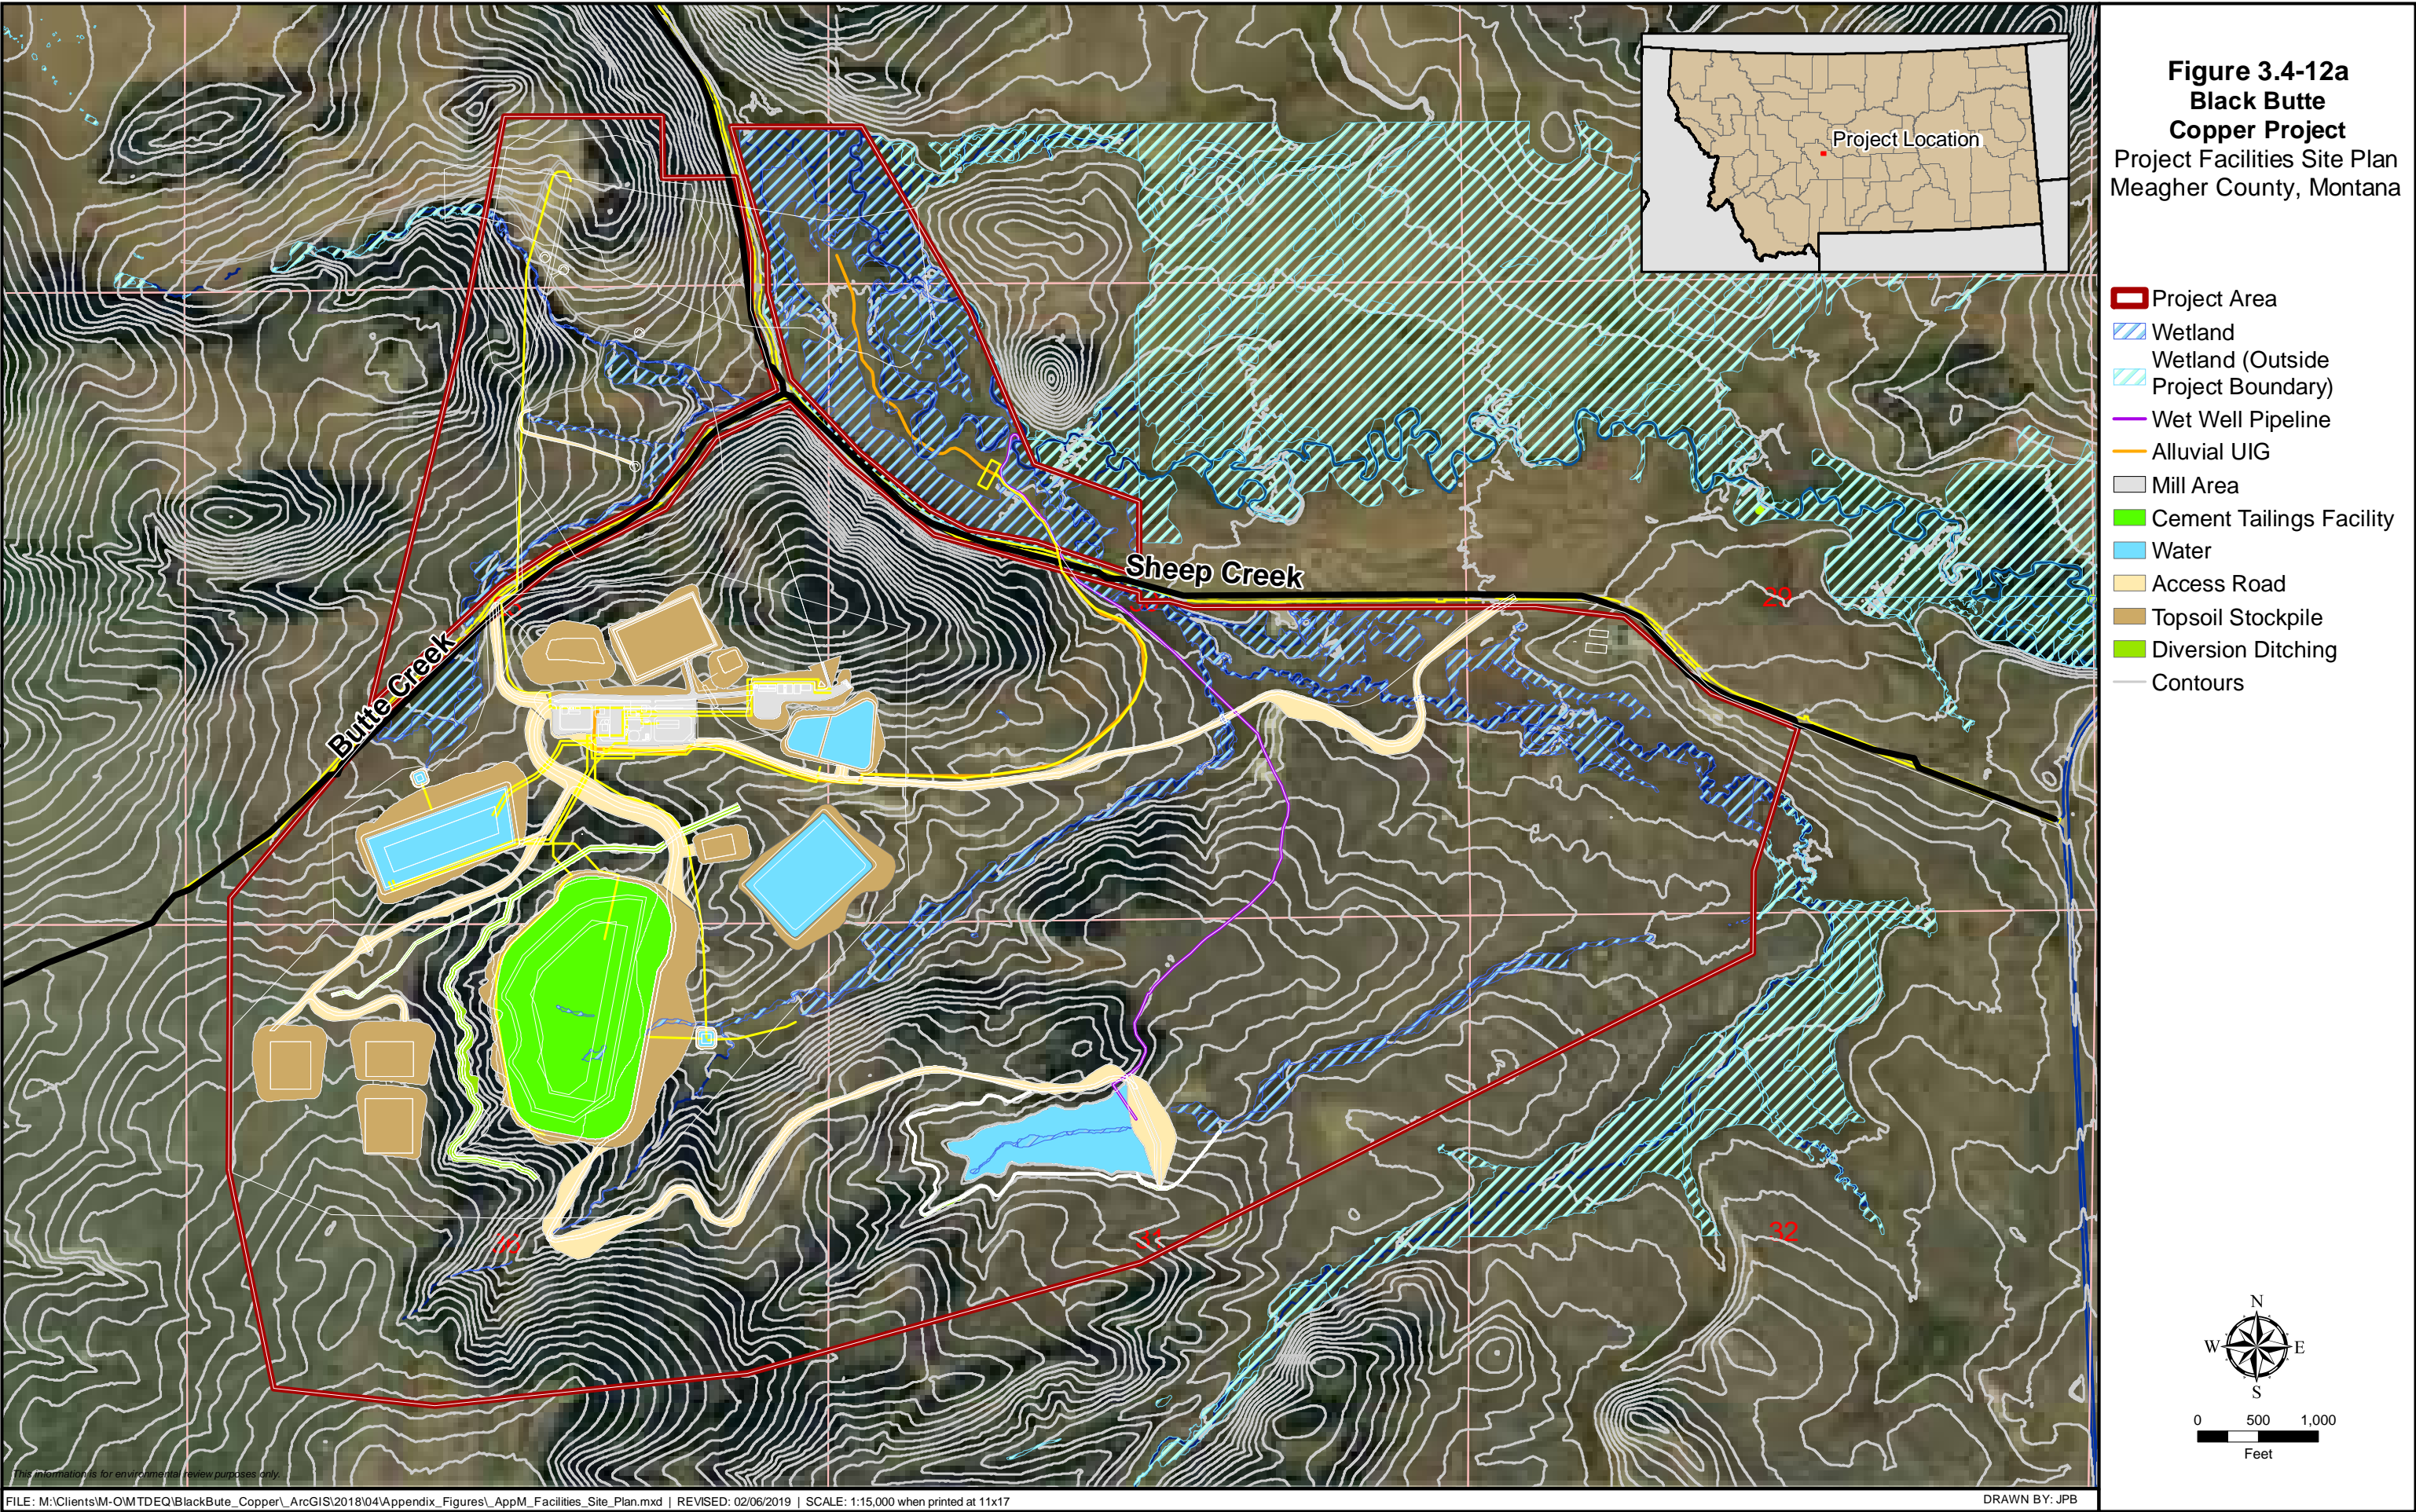 Figure 3.4-12a
Black Butte
Copper Project
Project Facilities Site Plan
Meagher County, Montana
Project Location
Project Area
Wetland
Wetland (Outside
Project Boundary)
Wet Well Pipeline
Alluvial UIG
Mill Area
Cement Tailings Facility
Water
Access Road
Topsoil Stockpile
Diversion Ditching
Contours
Sheep Creek
Butte Creek
29
36
31
32
N
W E
S
0 500 1,000
Feet
This information is for environmental review purposes only.
FILE: M:\Clients\M-O\MTDEQ\BlackBute_Copper\_ArcGIS\2018\04\Appendix_Figures\_AppM_Facilities_Site_Plan.mxd | REVISED: 02/06/2019 | SCALE: 1:15,000 when printed at 11x17
DRAWN BY: JPB